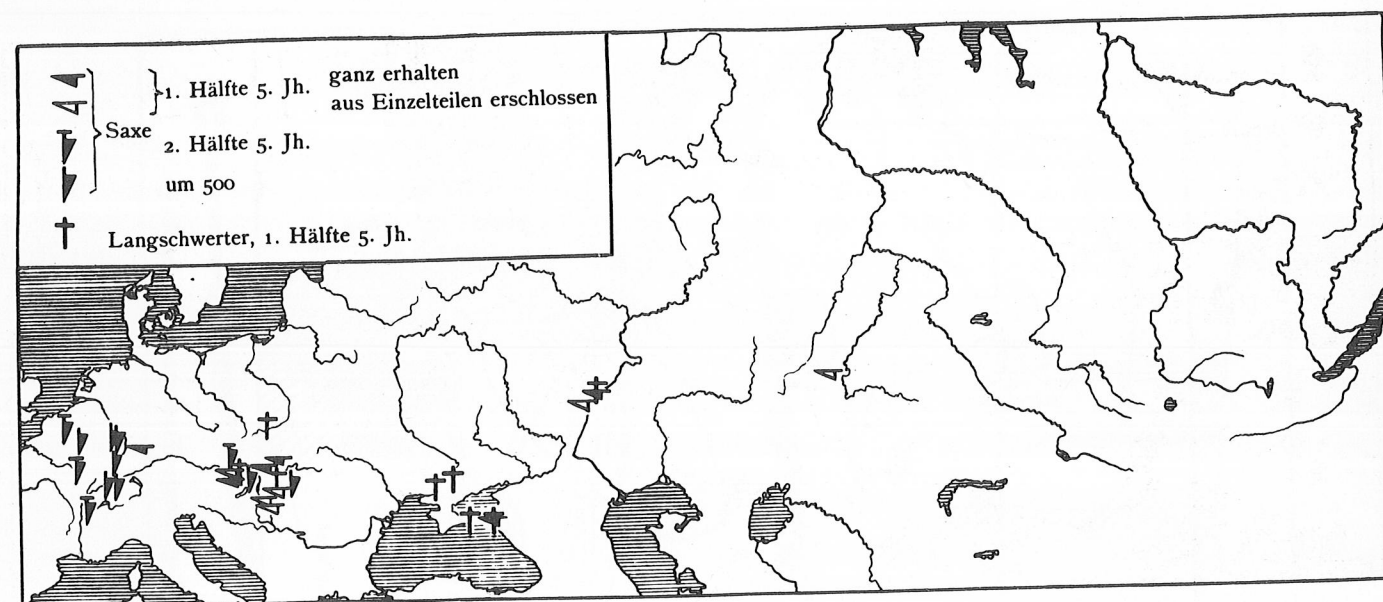 1. Hälfte 5. Jh. ganz erhalten
aus Einzelteilen erschlossen
Saxe
2. Hälfte 5. Jh.
um 500
Langschwerter, 1. Hälfte 5. Jh.